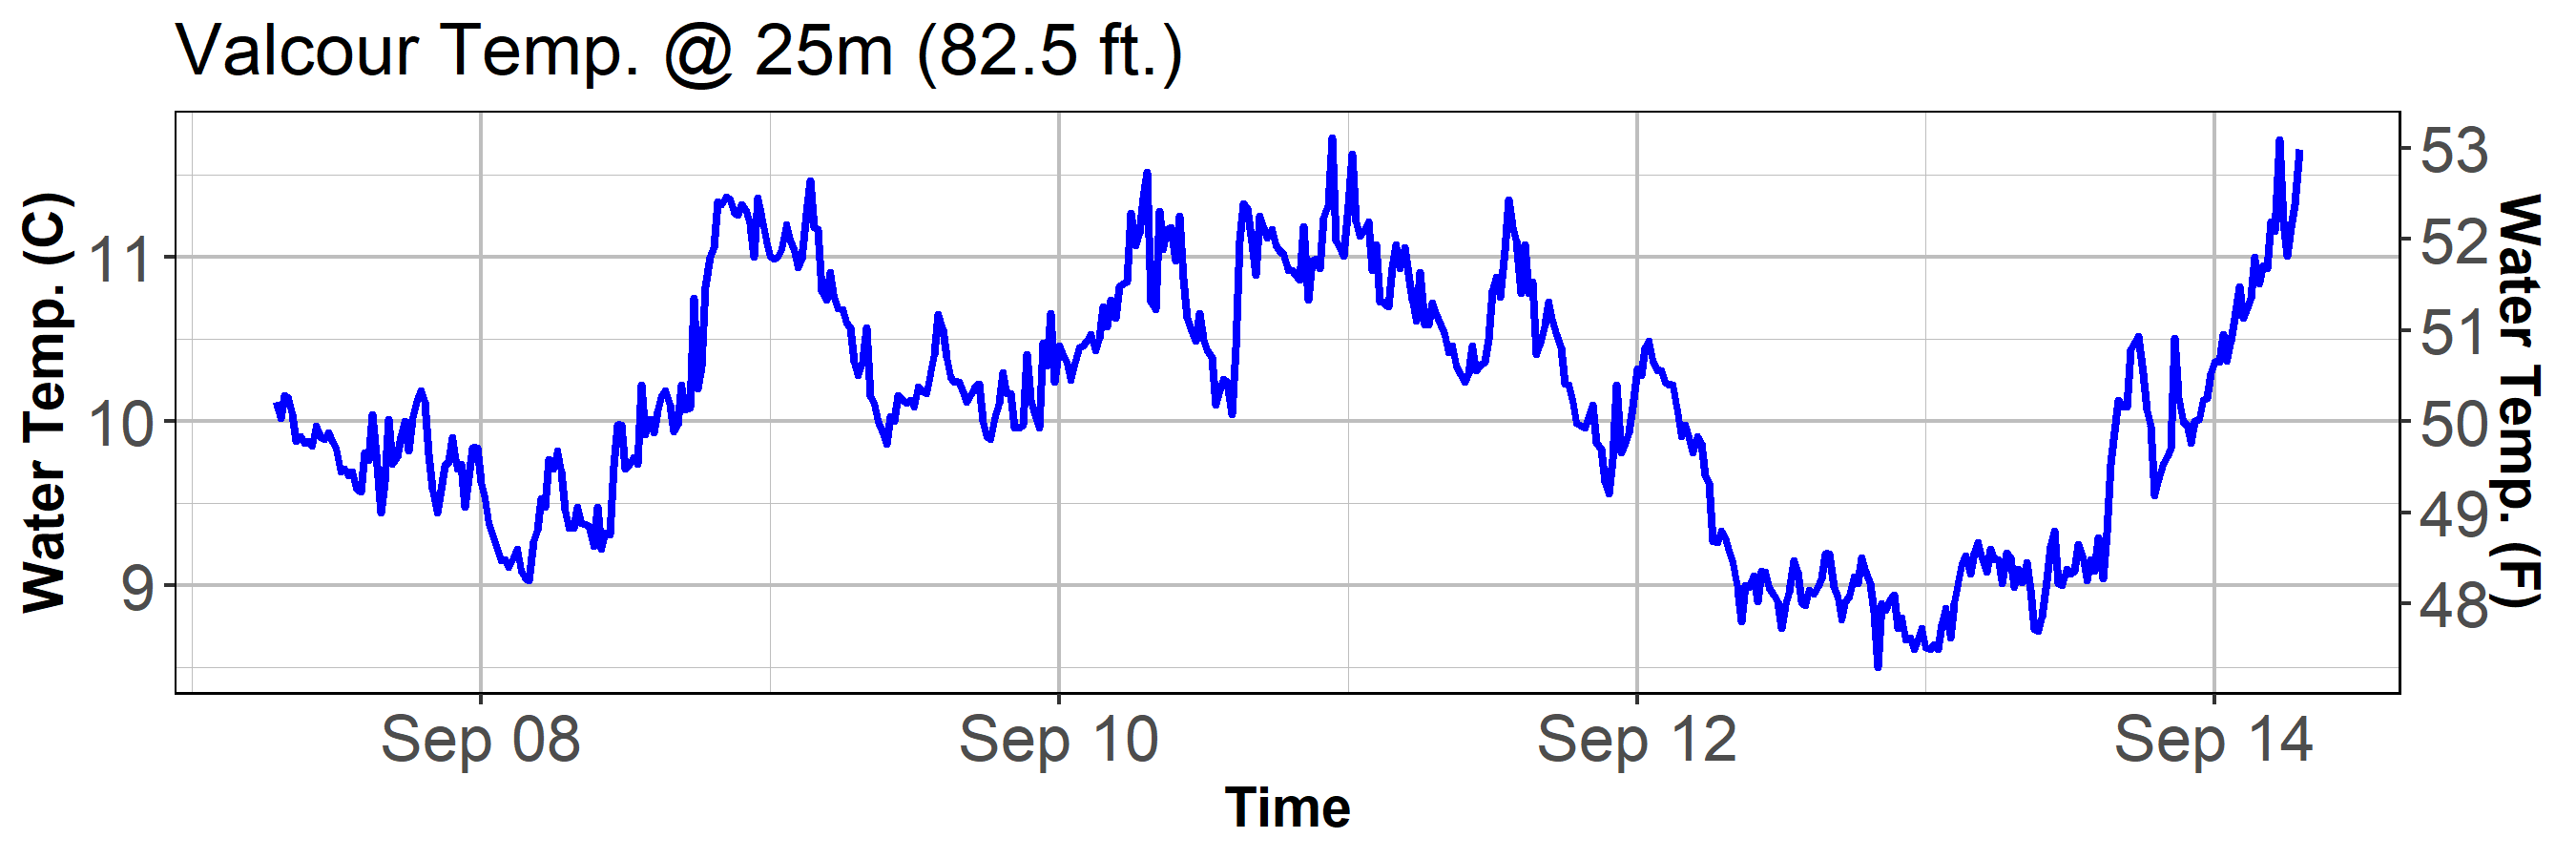 Valcour Temp. @ 25m (82.5 ft.)
Water Temp. (C)
11
10
9
53
52
51
50
49
48
Water Temp. (F)
Sep 08
Sep 10
Sep 12
Sep 14
Time